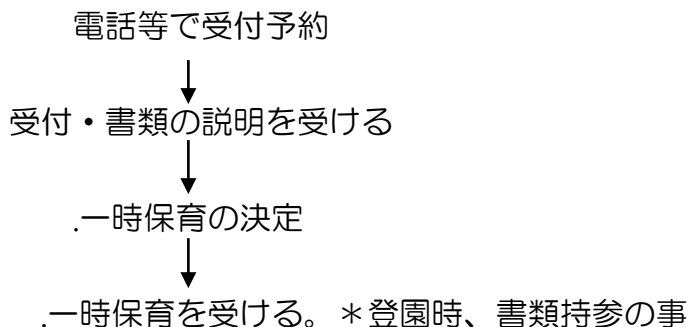 電話等で受付予約
受付・書類の説明を受ける
.一時保育の決定
.一時保育を受ける。＊登園時、書類持参の事